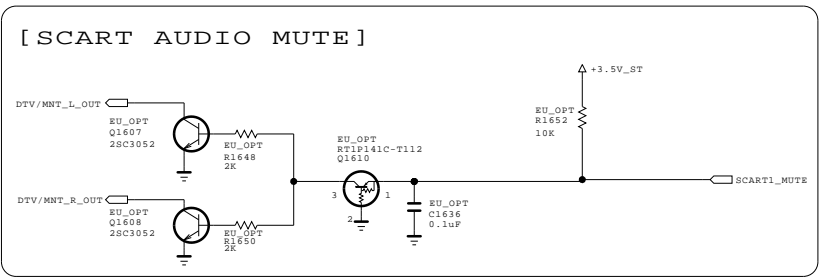 [SCART AUDIO MUTE]
+3.5V_ST
DTV/MNT_L_OUT
EU_OPT
Q1607
2SC3052
EU_OPT
R1648
2K
EU_OPT
RT1P141C-T112
Q1610
3
1
2
EU_OPT
R1652
10K
SCART1_MUTE
DTV/MNT_R_OUT
EU_OPT
Q1608
2SC3052
EU_OPT
R1650
2K
EU_OPT
C1636
0.1uF